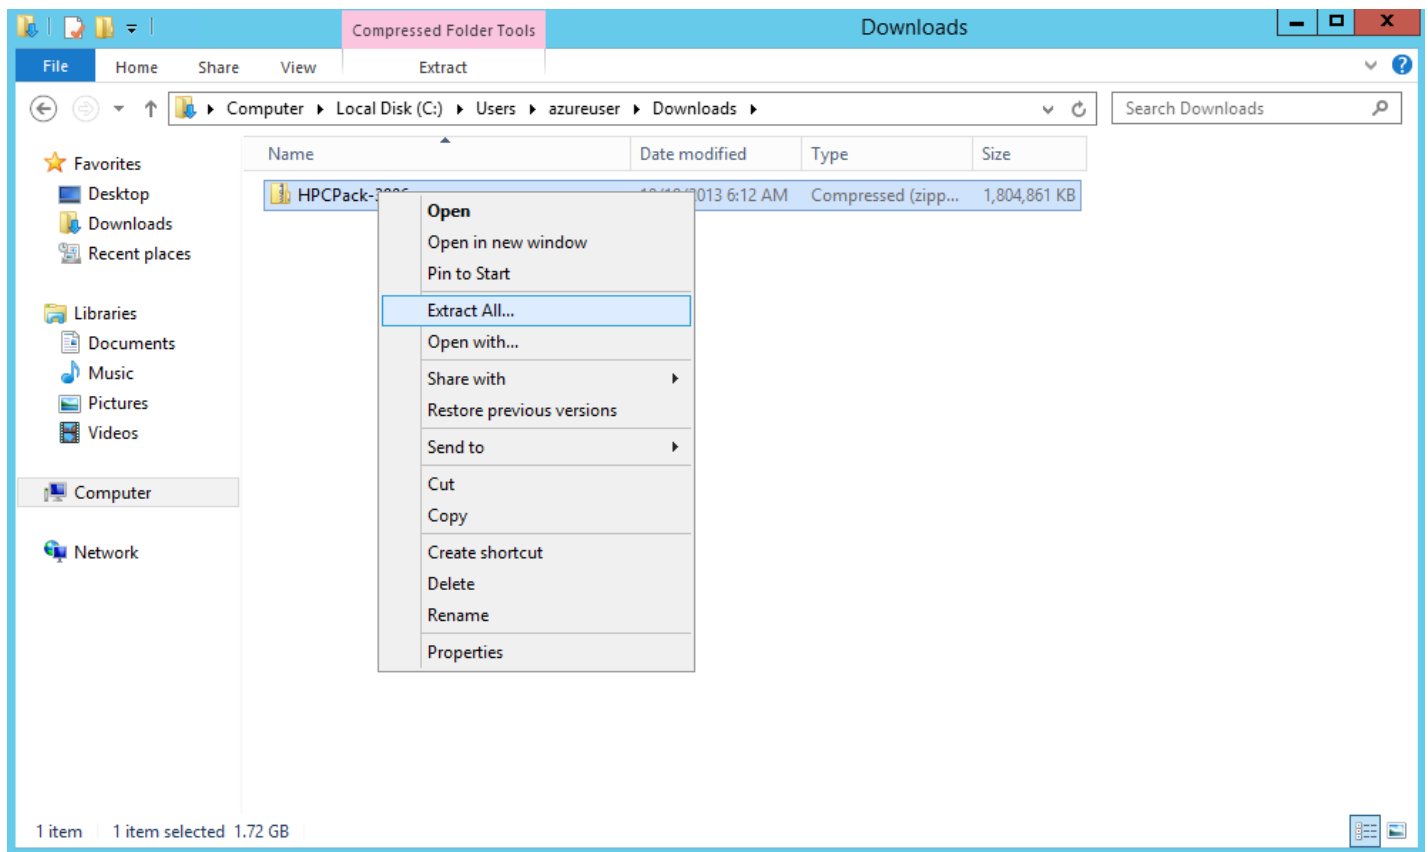 Compressed Folder Tools
Downloads
File Home Share View Extract
Computer Local Disk (C:) Users azureuser Downloads
Search Downloads
Name Date modified Type Size
HPCPack- 6:12 AM Compressed (zipp... 1,804,861 KB
Favorites
Desktop
Downloads
Recent places
Libraries
Documents
Music
Pictures
Videos
Computer
Network
Open
Open in new window
Pin to Start
Extract All...
Open with...
Share with
Restore previous versions
Send to
Cut
Copy
Create shortcut
Delete
Rename
Properties
1 item 1 item selected 1.72 GB